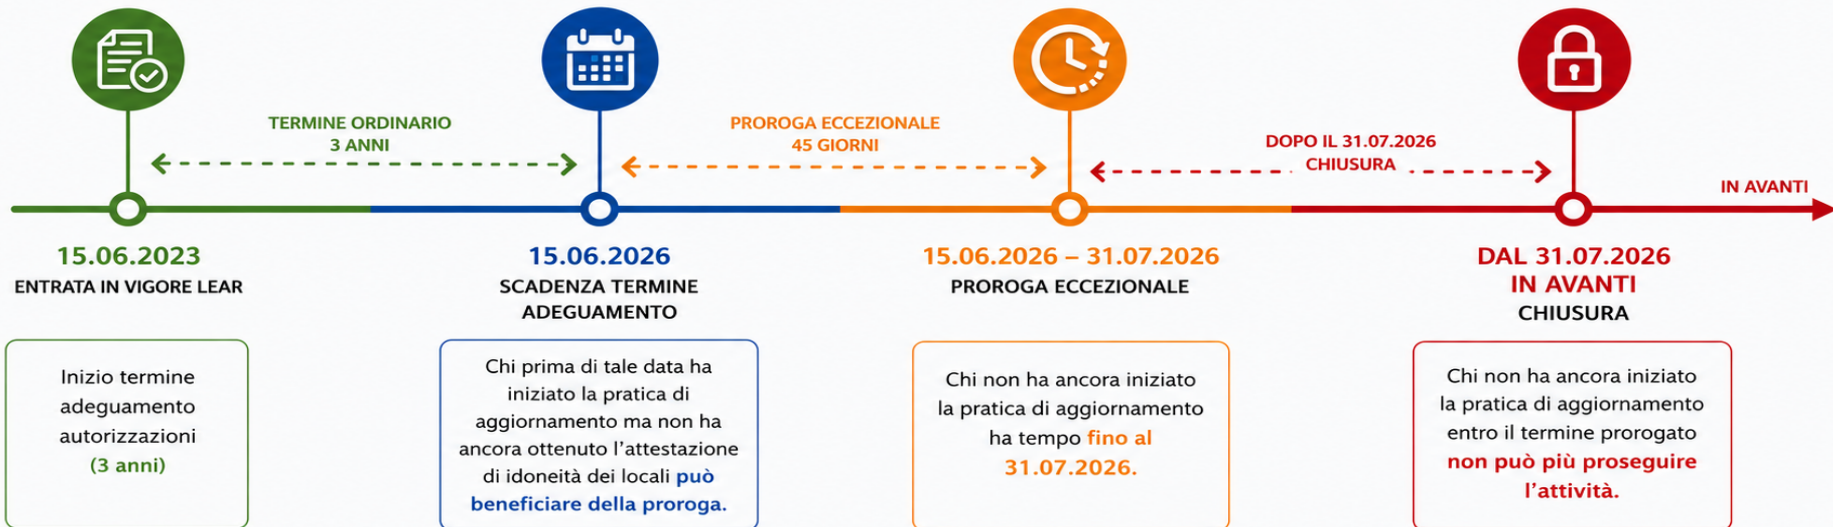 TERMINE ORDINARIO
3 ANNI
PROROGA ECCEZIONALE
45 GIORNI
DOPO IL 31.07.2026
CHIUSURA
IN AVANTI
15.06.2023
ENTRATA IN VIGORE LEAR
Inizio termine
adeguamento
autorizzazioni
(3 anni)
15.06.2026
SCADENZA TERMINE
ADEGUAMENTO
Chi prima di tale data ha
iniziato la pratica di
aggiornamento ma non ha
ancora ottenuto l'attestazione
di idoneità dei locali può
beneficiare della proroga.
15.06.2026 – 31.07.2026
PROROGA ECCEZIONALE
Chi non ha ancora iniziato
la pratica di aggiornamento
ha tempo fino al
31.07.2026.
DAL 31.07.2026
IN AVANTI
CHIUSURA
Chi non ha ancora iniziato
la pratica di aggiornamento
entro il termine prorogato
non può più proseguire
l'attività.